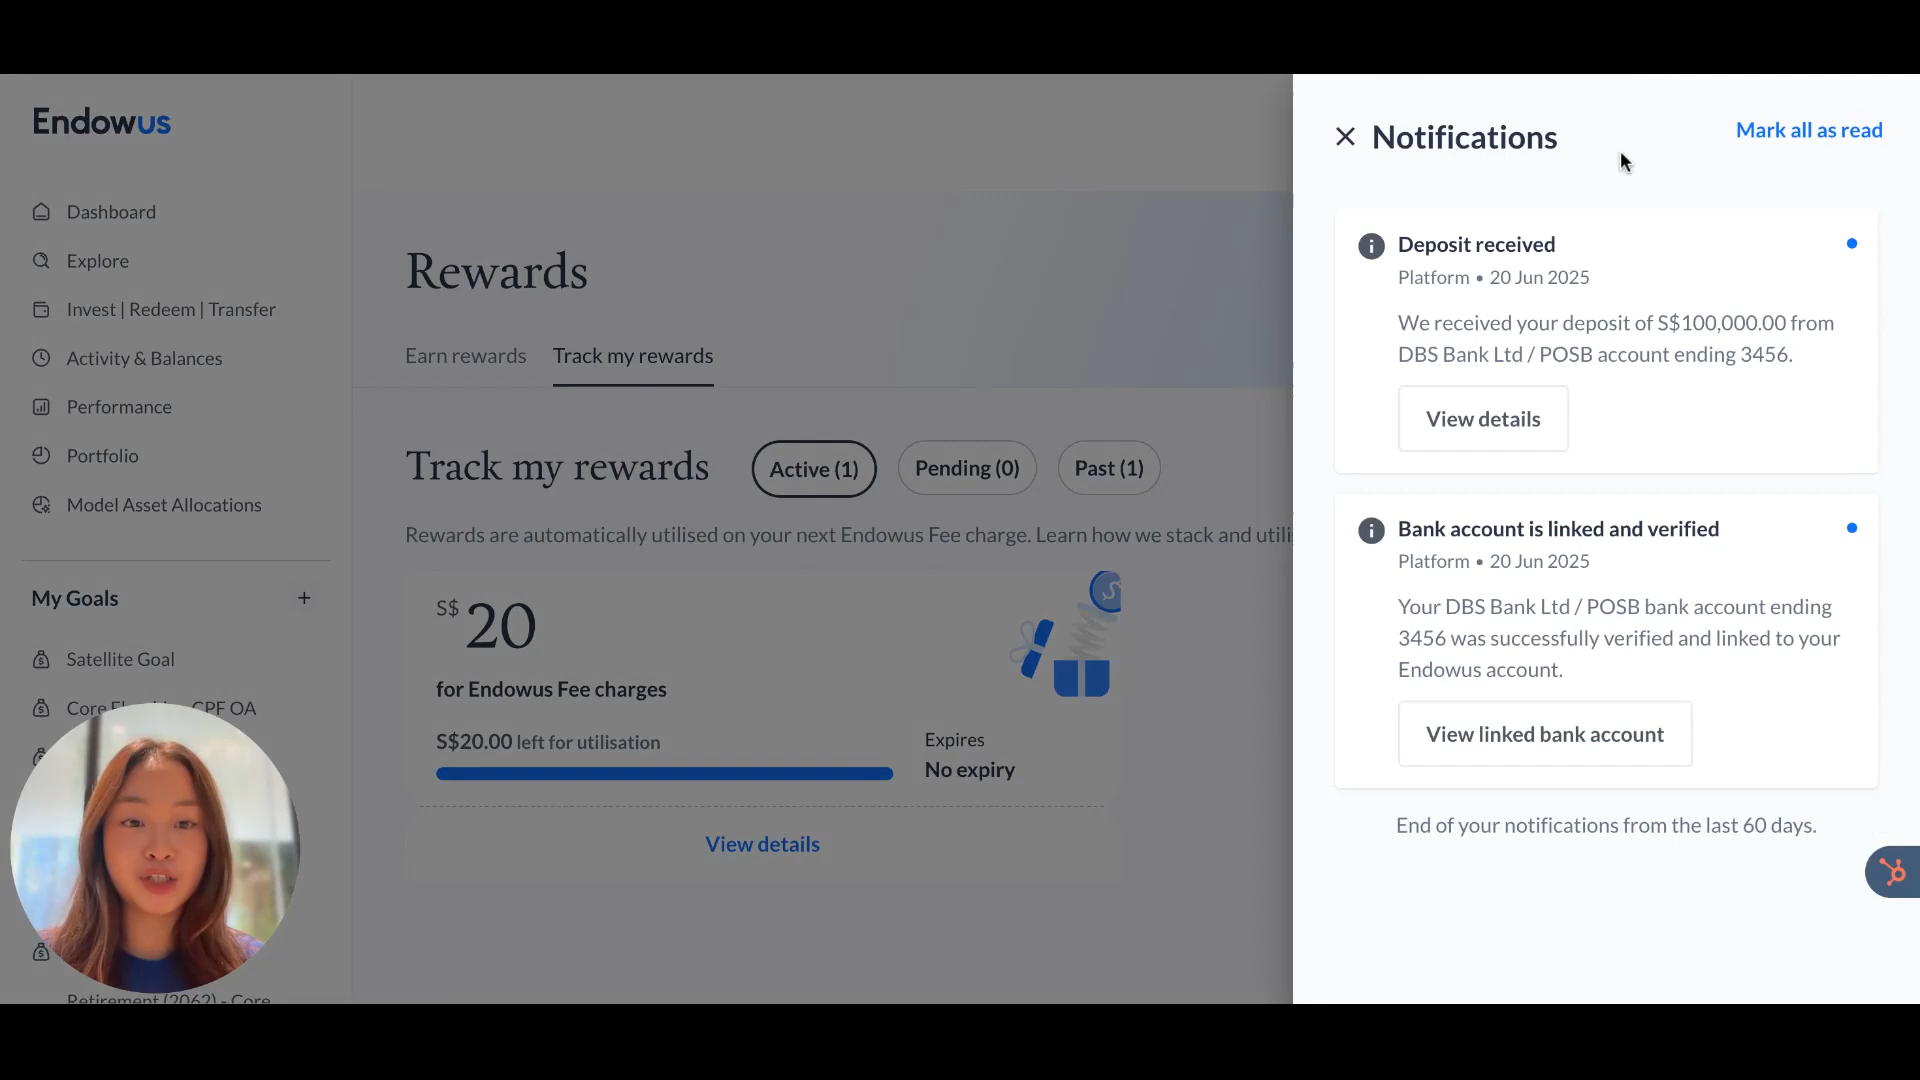 Endowus
Dashboard
Explore
Invest | Redeem | Transfer
Activity & Balances
Performance
Portfolio
Model Asset Allocations
My Goals +
Satellite Goal
Core CPF OA
Retirement (2062) - Core
Rewards
Earn rewards Track my rewards
Track my rewards Active (1) Pending (0) Past (1)
Rewards are automatically utilised on your next Endowus Fee charge. Learn how we stack and utili
S$ 20
for Endowus Fee charges
S$20.00 left for utilisation
Expires
No expiry
View details
Notifications
Mark all as read
Deposit received
Platform • 20 Jun 2025
We received your deposit of S$100,000.00 from
DBS Bank Ltd / POSB account ending 3456.
View details
Bank account is linked and verified
Platform • 20 Jun 2025
Your DBS Bank Ltd / POSB bank account ending
3456 was successfully verified and linked to your
Endowus account.
View linked bank account
End of your notifications from the last 60 days.